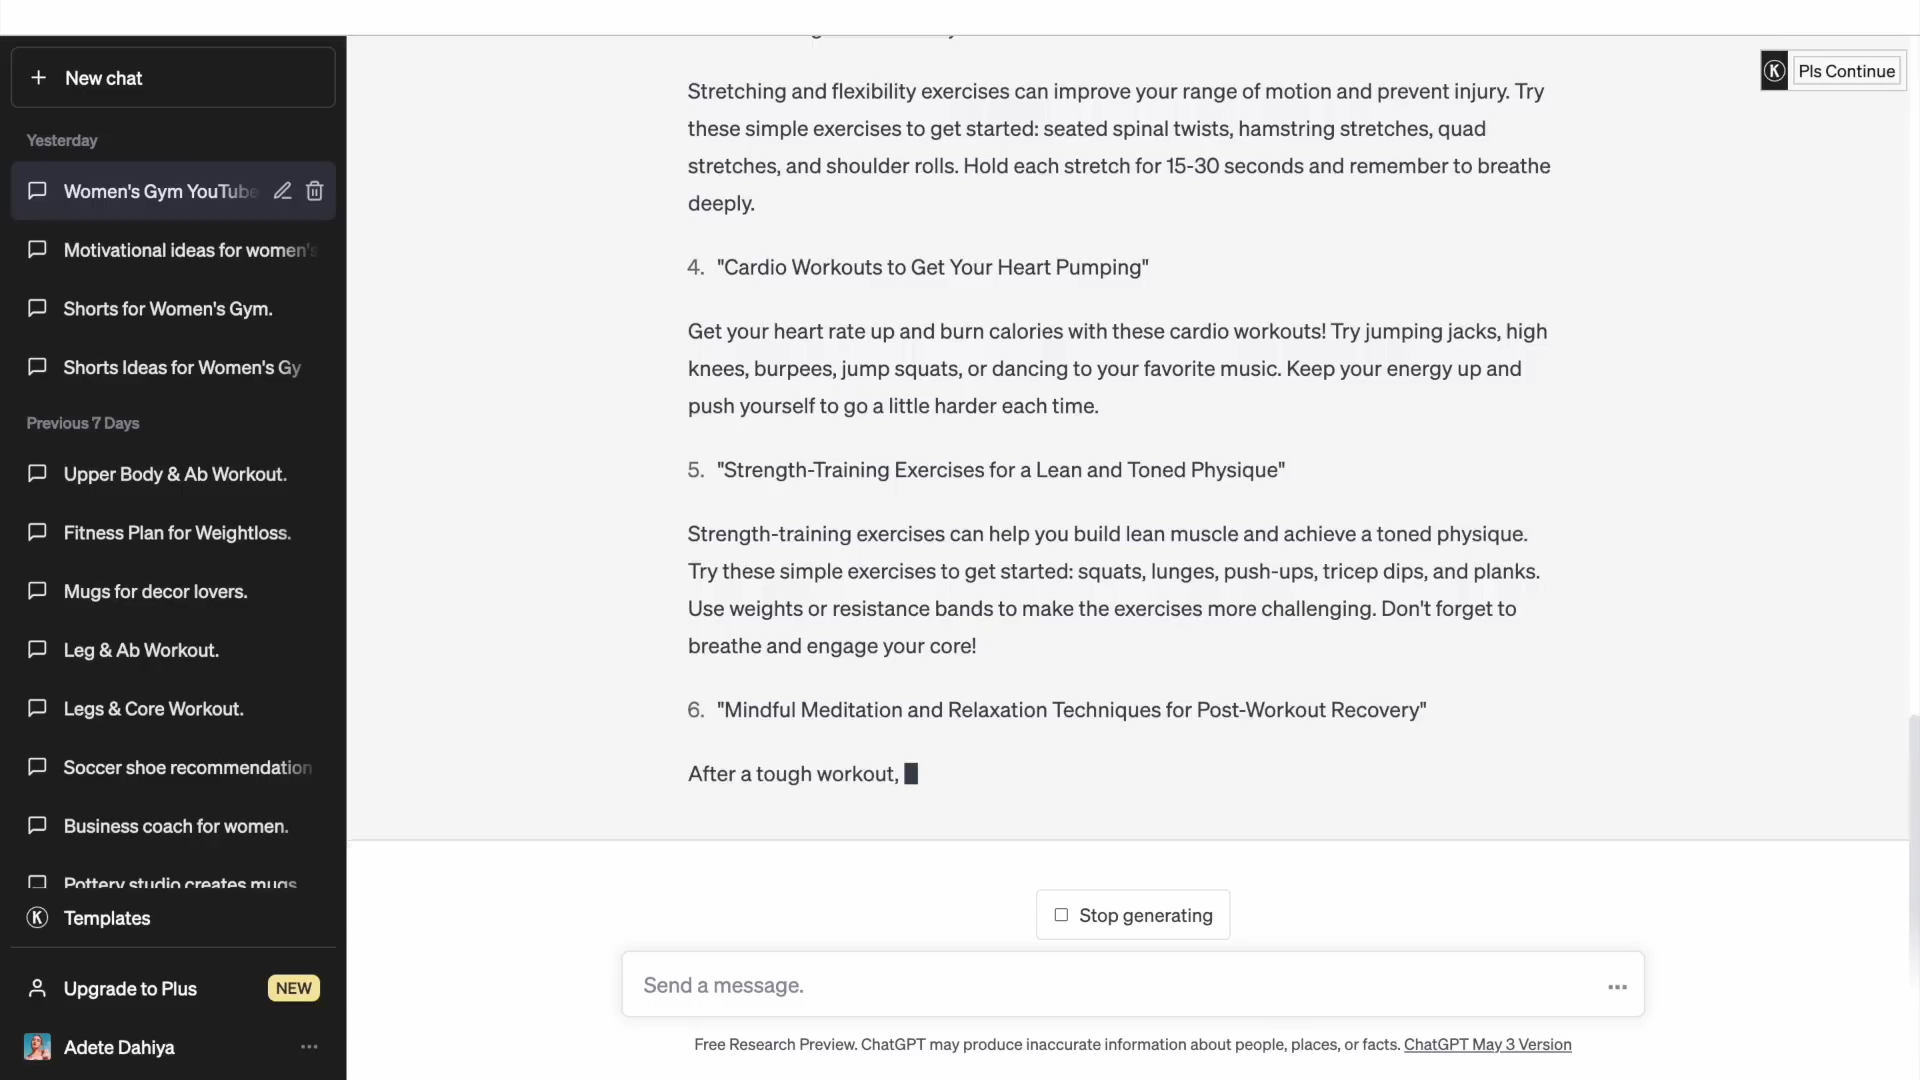 New chat
Yesterday
Women's Gym YouTube
Motivational ideas for women's
Shorts for Women's Gym.
Shorts Ideas for Women's Gy
Previous 7 Days
Upper Body & Ab Workout.
Fitness Plan for Weightloss.
Mugs for decor lovers.
Leg & Ab Workout.
Legs & Core Workout.
Soccer shoe recommendation
Business coach for women.
Pottery studio creates mugs
K Templates
Upgrade to Plus NEW
Adete Dahiya
K Pls Continue
Stretching and flexibility exercises can improve your range of motion and prevent injury. Try
these simple exercises to get started: seated spinal twists, hamstring stretches, quad
stretches, and shoulder rolls. Hold each stretch for 15-30 seconds and remember to breathe
deeply.
4. "Cardio Workouts to Get Your Heart Pumping"
Get your heart rate up and burn calories with these cardio workouts! Try jumping jacks, high
knees, burpees, jump squats, or dancing to your favorite music. Keep your energy up and
push yourself to go a little harder each time.
5. "Strength-Training Exercises for a Lean and Toned Physique"
Strength-training exercises can help you build lean muscle and achieve a toned physique.
Try these simple exercises to get started: squats, lunges, push-ups, tricep dips, and planks.
Use weights or resistance bands to make the exercises more challenging. Don't forget to
breathe and engage your core!
6. "Mindful Meditation and Relaxation Techniques for Post-Workout Recovery"
After a tough workout,
Stop generating
Send a message.
Free Research Preview. ChatGPT may produce inaccurate information about people, places, or facts. ChatGPT May 3 Version